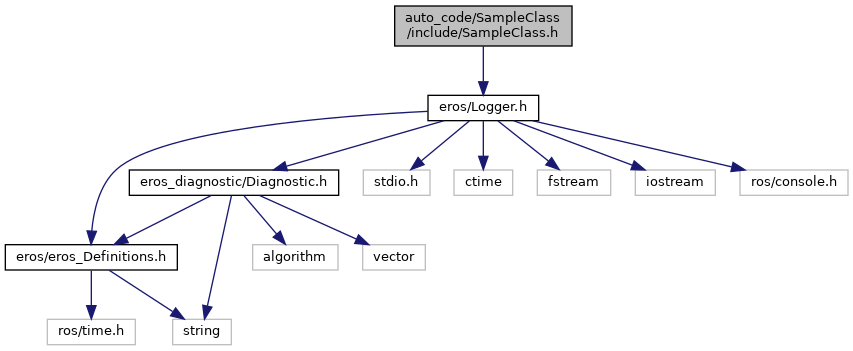 auto_code/SampleClass
/include/SampleClass.h
eros/Logger.h
eros_diagnostic/Diagnostic.h
stdio.h
ctime
fstream
iostream
ros/console.h
eros/eros_Definitions.h
algorithm
vector
ros/time.h
string